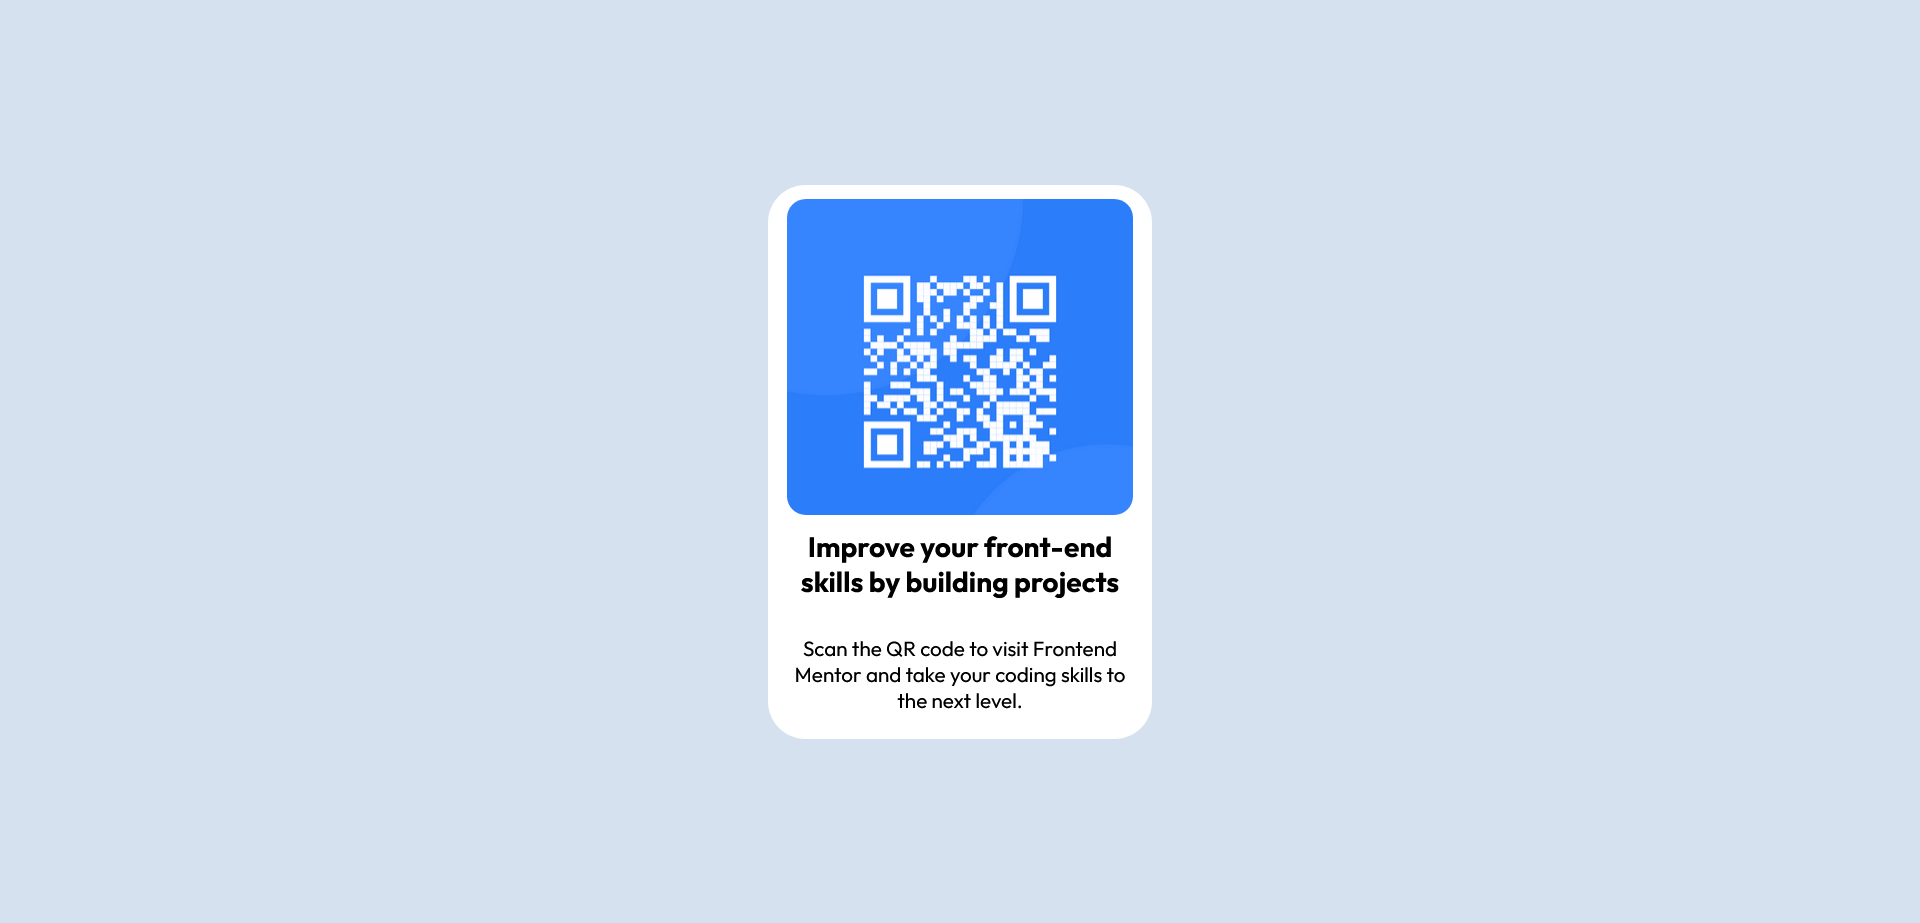 Improve your front-end
skills by building projects
Scan the QR code to visit Frontend
Mentor and take your coding skills to
the next level.